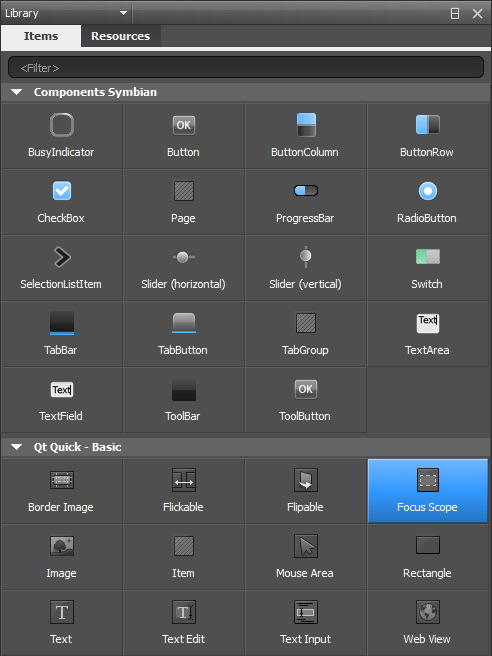 Library
Items Resources
<Filter>
Components Symbian
OK
BusyIndicator Button ButtonColumn ButtonRow
CheckBox Page ProgressBar RadioButton
SelectionListItem Slider (horizontal) Slider (vertical) Switch
Text
TabBar TabButton TabGroup TextArea
Text OK
TextField ToolBar ToolButton
Qt Quick - Basic
Border Image Flickable Flipable Focus Scope
Image Item Mouse Area Rectangle
T T
Text Text Edit Text Input Web View